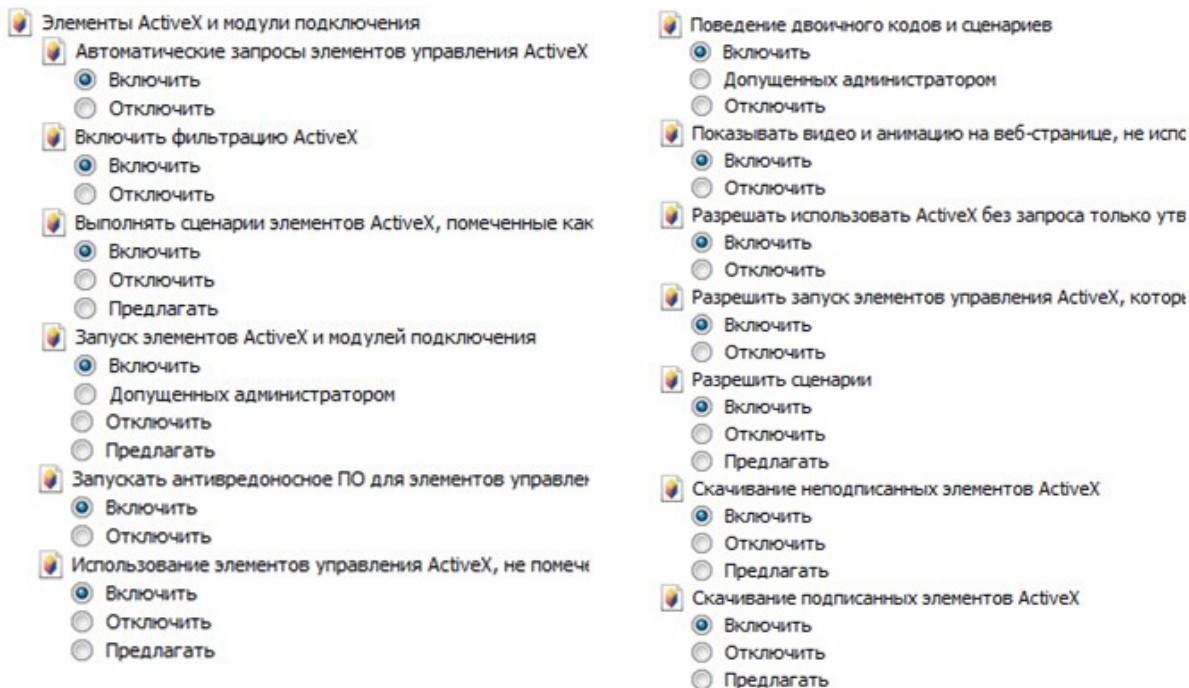 Элементы ActiveX и модули подключения
Автоматические запросы элементов управления ActiveX
Включить
Отключить
Включить фильтрацию ActiveX
Включить
Отключить
Выполнять сценарии элементов ActiveX, помеченные как
Включить
Отключить
Предлагать
Запуск элементов ActiveX и модулей подключения
Включить
Допущенных администратором
Отключить
Предлагать
Запускать антивредоносное ПО для элементов управлен
Включить
Отключить
Использование элементов управления ActiveX, не помече
Включить
Отключить
Предлагать
Поведение двоичного кодов и сценариев
Включить
Допущенных администратором
Отключить
Показывать видео и анимацию на веб-странице, не испо
Включить
Отключить
Разрешать использовать ActiveX без запроса только утв
Включить
Отключить
Разрешить запуск элементов управления ActiveX, которы
Включить
Отключить
Разрешить сценарии
Включить
Отключить
Предлагать
Скачивание неподписанных элементов ActiveX
Включить
Отключить
Предлагать
Скачивание подписанных элементов ActiveX
Включить
Отключить
Предлагать